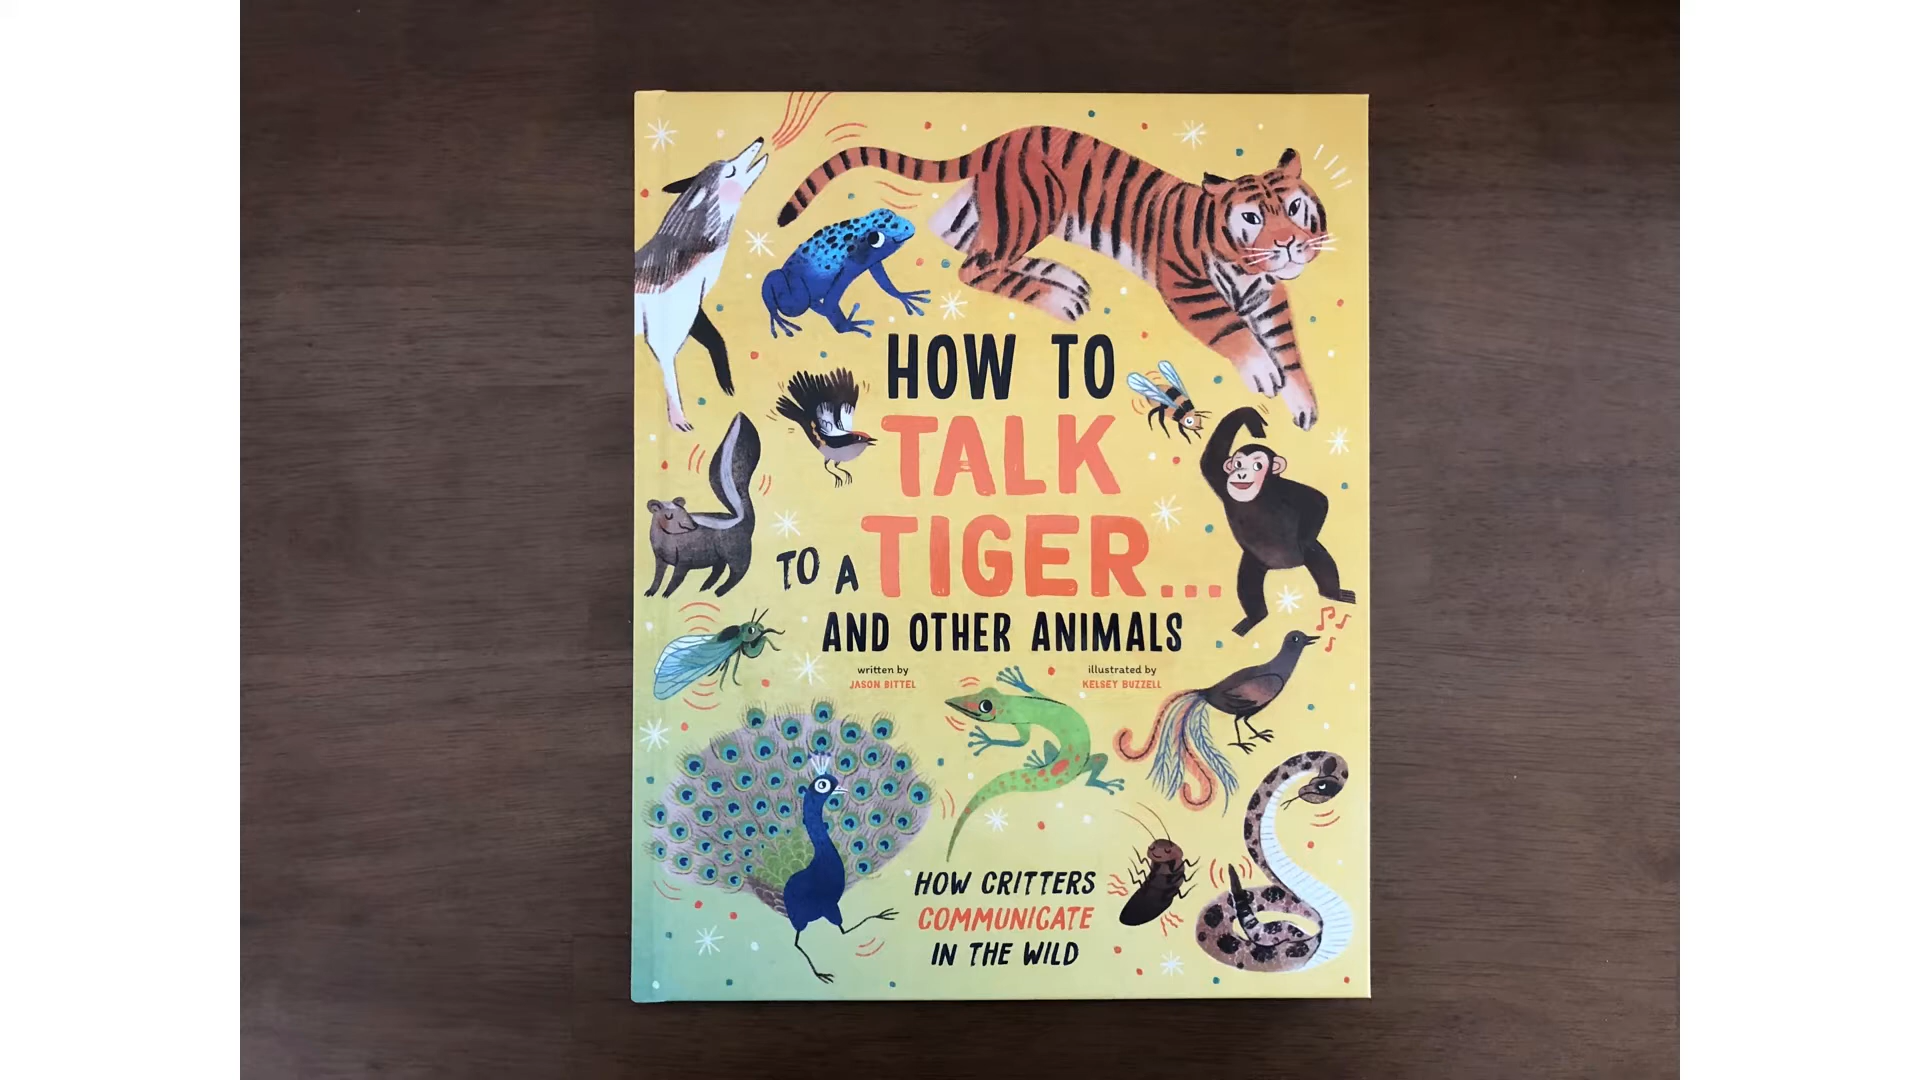 HOW TO
TALK
TO A TIGER...
AND OTHER ANIMALS
written by
JASON BITTEL
illustrated by
KELSEY BUZZELL
HOW CRITTERS
COMMUNICATE
IN THE WILD